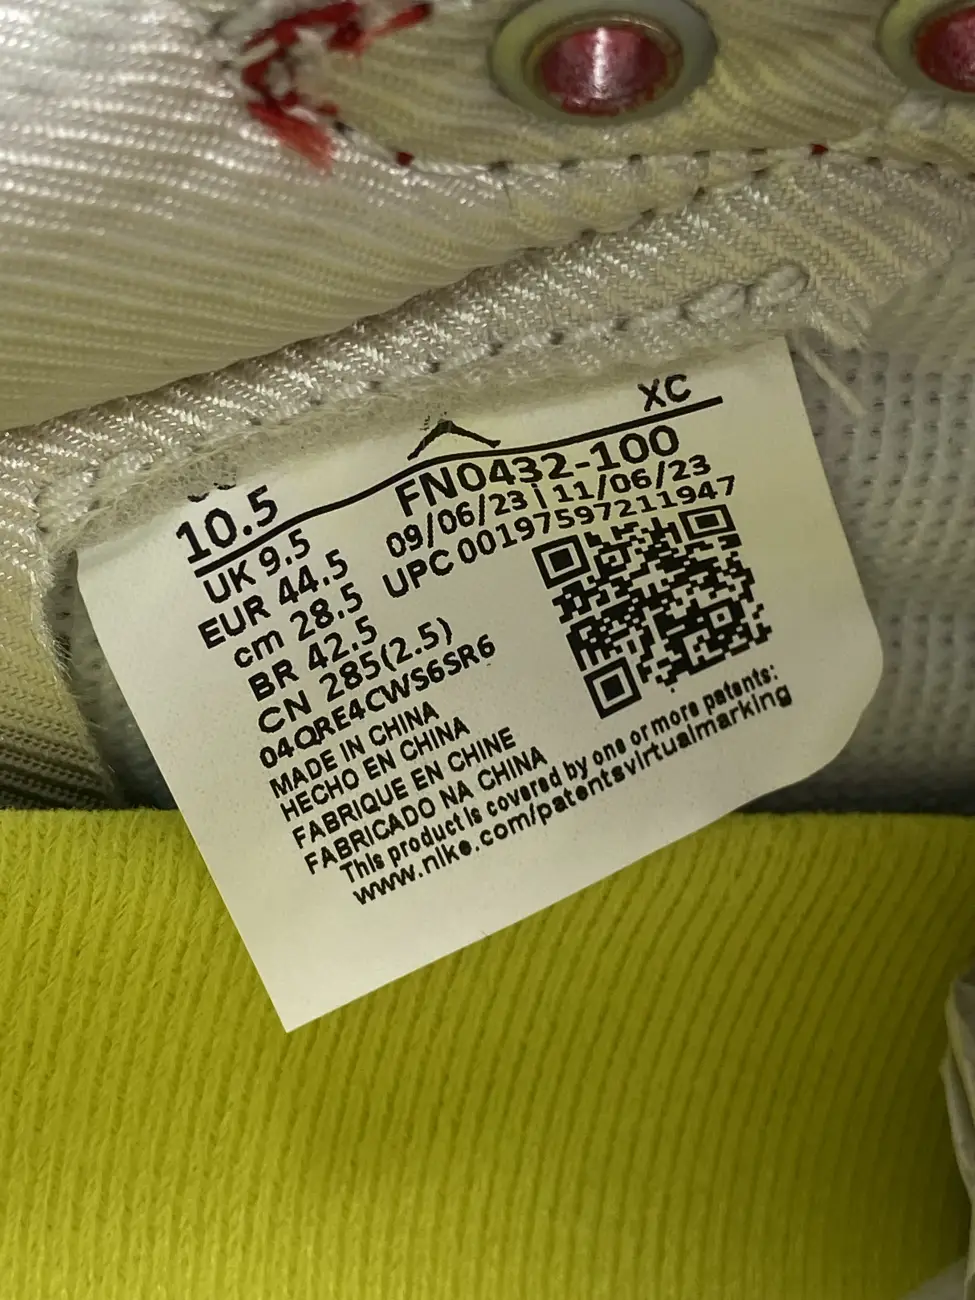 XC
10.5
FN0432-100
UK 9.5
09/06/23 | 11/06/23
EUR 44.5
UPC 00197597211947
cm 28.5
BR 42.5
CN 285(2.5)
04QRE4CWS6SR6
MADE IN CHINA
HECHO EN CHINA
FABRIQUE EN CHINE
FABRICADO NA CHINA
This product is covered by one or more patents:
www.nike.com/patentsvirtualmarking